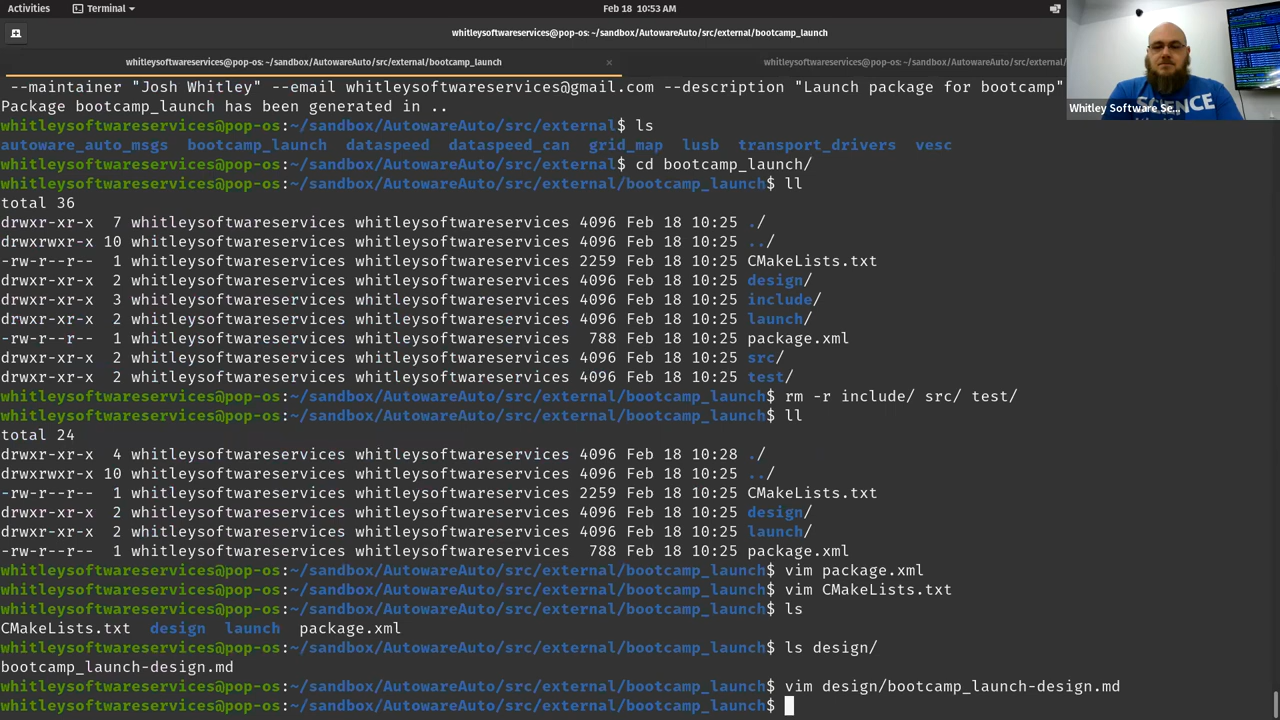 Activities
Terminal
Feb 18 10:53 AM
whitleysoftwareservices@pop-os: ~/sandbox/AutowareAuto/src/external/bootcamp_launch
whitleysoftwareservices@pop-os: ~/sandbox/AutowareAuto/src/external/bootcamp_launch
×
whitleysoftwareservices@pop-os: ~/sandbox/AutowareAuto/src/external/
SCIENCE
Whitley Software Se...
--maintainer "Josh Whitley" --email whitleysoftwareservices@gmail.com --description "Launch package for bootcamp"
Package bootcamp_launch has been generated in ..
whitleysoftwareservices@pop-os:~/sandbox/AutowareAuto/src/external$ ls
autoware_auto_msgs bootcamp_launch dataspeed dataspeed_can grid_map lusb transport_drivers vesc
whitleysoftwareservices@pop-os:~/sandbox/AutowareAuto/src/external$ cd bootcamp_launch/
whitleysoftwareservices@pop-os:~/sandbox/AutowareAuto/src/external/bootcamp_launch$ ll
total 36
drwxr-xr-x 7 whitleysoftwareservices whitleysoftwareservices 4096 Feb 18 10:25 ./
drwxrwxr-x 10 whitleysoftwareservices whitleysoftwareservices 4096 Feb 18 10:25 ../
-rw-r--r-- 1 whitleysoftwareservices whitleysoftwareservices 2259 Feb 18 10:25 CMakeLists.txt
drwxr-xr-x 2 whitleysoftwareservices whitleysoftwareservices 4096 Feb 18 10:25 design/
drwxr-xr-x 3 whitleysoftwareservices whitleysoftwareservices 4096 Feb 18 10:25 include/
drwxr-xr-x 2 whitleysoftwareservices whitleysoftwareservices 4096 Feb 18 10:25 launch/
-rw-r--r-- 1 whitleysoftwareservices whitleysoftwareservices 788 Feb 18 10:25 package.xml
drwxr-xr-x 2 whitleysoftwareservices whitleysoftwareservices 4096 Feb 18 10:25 src/
drwxr-xr-x 2 whitleysoftwareservices whitleysoftwareservices 4096 Feb 18 10:25 test/
whitleysoftwareservices@pop-os:~/sandbox/AutowareAuto/src/external/bootcamp_launch$ rm -r include/ src/ test/
whitleysoftwareservices@pop-os:~/sandbox/AutowareAuto/src/external/bootcamp_launch$ ll
total 24
drwxr-xr-x 4 whitleysoftwareservices whitleysoftwareservices 4096 Feb 18 10:28 ./
drwxrwxr-x 10 whitleysoftwareservices whitleysoftwareservices 4096 Feb 18 10:25 ../
-rw-r--r-- 1 whitleysoftwareservices whitleysoftwareservices 2259 Feb 18 10:25 CMakeLists.txt
drwxr-xr-x 2 whitleysoftwareservices whitleysoftwareservices 4096 Feb 18 10:25 design/
drwxr-xr-x 2 whitleysoftwareservices whitleysoftwareservices 4096 Feb 18 10:25 launch/
-rw-r--r-- 1 whitleysoftwareservices whitleysoftwareservices 788 Feb 18 10:25 package.xml
whitleysoftwareservices@pop-os:~/sandbox/AutowareAuto/src/external/bootcamp_launch$ vim package.xml
whitleysoftwareservices@pop-os:~/sandbox/AutowareAuto/src/external/bootcamp_launch$ vim CMakeLists.txt
whitleysoftwareservices@pop-os:~/sandbox/AutowareAuto/src/external/bootcamp_launch$ ls
CMakeLists.txt design launch package.xml
whitleysoftwareservices@pop-os:~/sandbox/AutowareAuto/src/external/bootcamp_launch$ ls design/
bootcamp_launch-design.md
whitleysoftwareservices@pop-os:~/sandbox/AutowareAuto/src/external/bootcamp_launch$ vim design/bootcamp_launch-design.md
whitleysoftwareservices@pop-os:~/sandbox/AutowareAuto/src/external/bootcamp_launch$